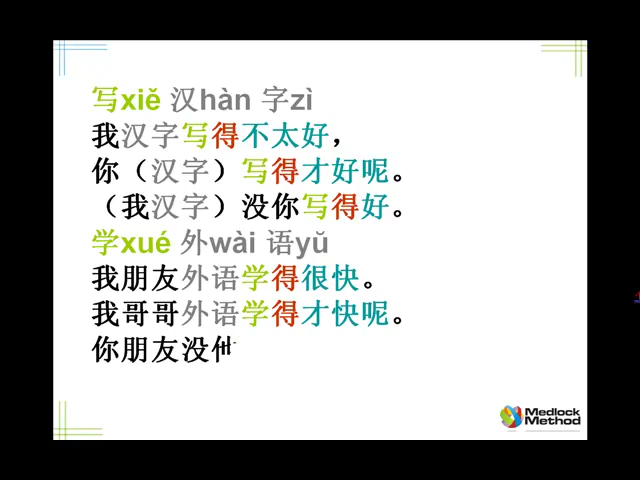 写xiě 汉hàn 字zì
我汉字写得不太好，
你（汉字）写得才好呢。
（我汉字）没你写得好。
学xué 外wài 语yǔ
我朋友外语学得很快。
我哥哥外语学得才快呢。
你朋友没
Medlock
Method